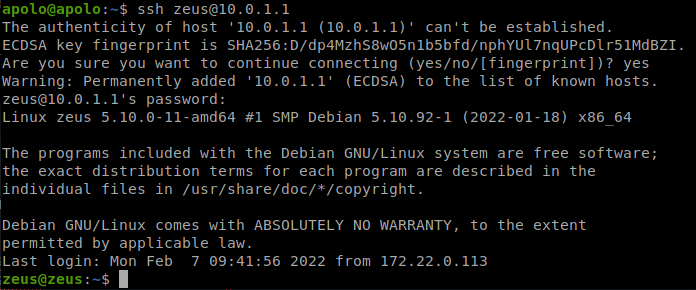 apolo@apolo:~$ ssh zeus@10.0.1.1
The authenticity of host '10.0.1.1 (10.0.1.1)' can't be established.
ECDSA key fingerprint is SHA256:D/dp4MzhS8wO5n1b5bfd/nphYUl7nqUPcDlr51MdBZI.
Are you sure you want to continue connecting (yes/no/[fingerprint])? yes
Warning: Permanently added '10.0.1.1' (ECDSA) to the list of known hosts.
zeus@10.0.1.1's password:
Linux zeus 5.10.0-11-amd64 #1 SMP Debian 5.10.92-1 (2022-01-18) x86_64
The programs included with the Debian GNU/Linux system are free software;
the exact distribution terms for each program are described in the
individual files in /usr/share/doc/*/copyright.
Debian GNU/Linux comes with ABSOLUTELY NO WARRANTY, to the extent
permitted by applicable law.
Last login: Mon Feb  7 09:41:56 2022 from 172.22.0.113
zeus@zeus:~$